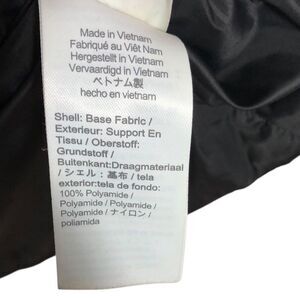 Made in Vietnam
Fabriqué au Viêt Nam
Hergestellt in Vietnam
Vervaardigd in Vietnam
ベトナム製
hecho en vietnam
Shell: Base Fabric /
Exterieur: Support En
Tissu / Oberstoff:
Grundstoff /
Buitenkant:Draagmateriaal
/ シェル：基布 / tela
exterior:tela de fondo:
100% Polyamide /
Polyamide / Polyamide /
Polyamide / ナイロン /
poliamida